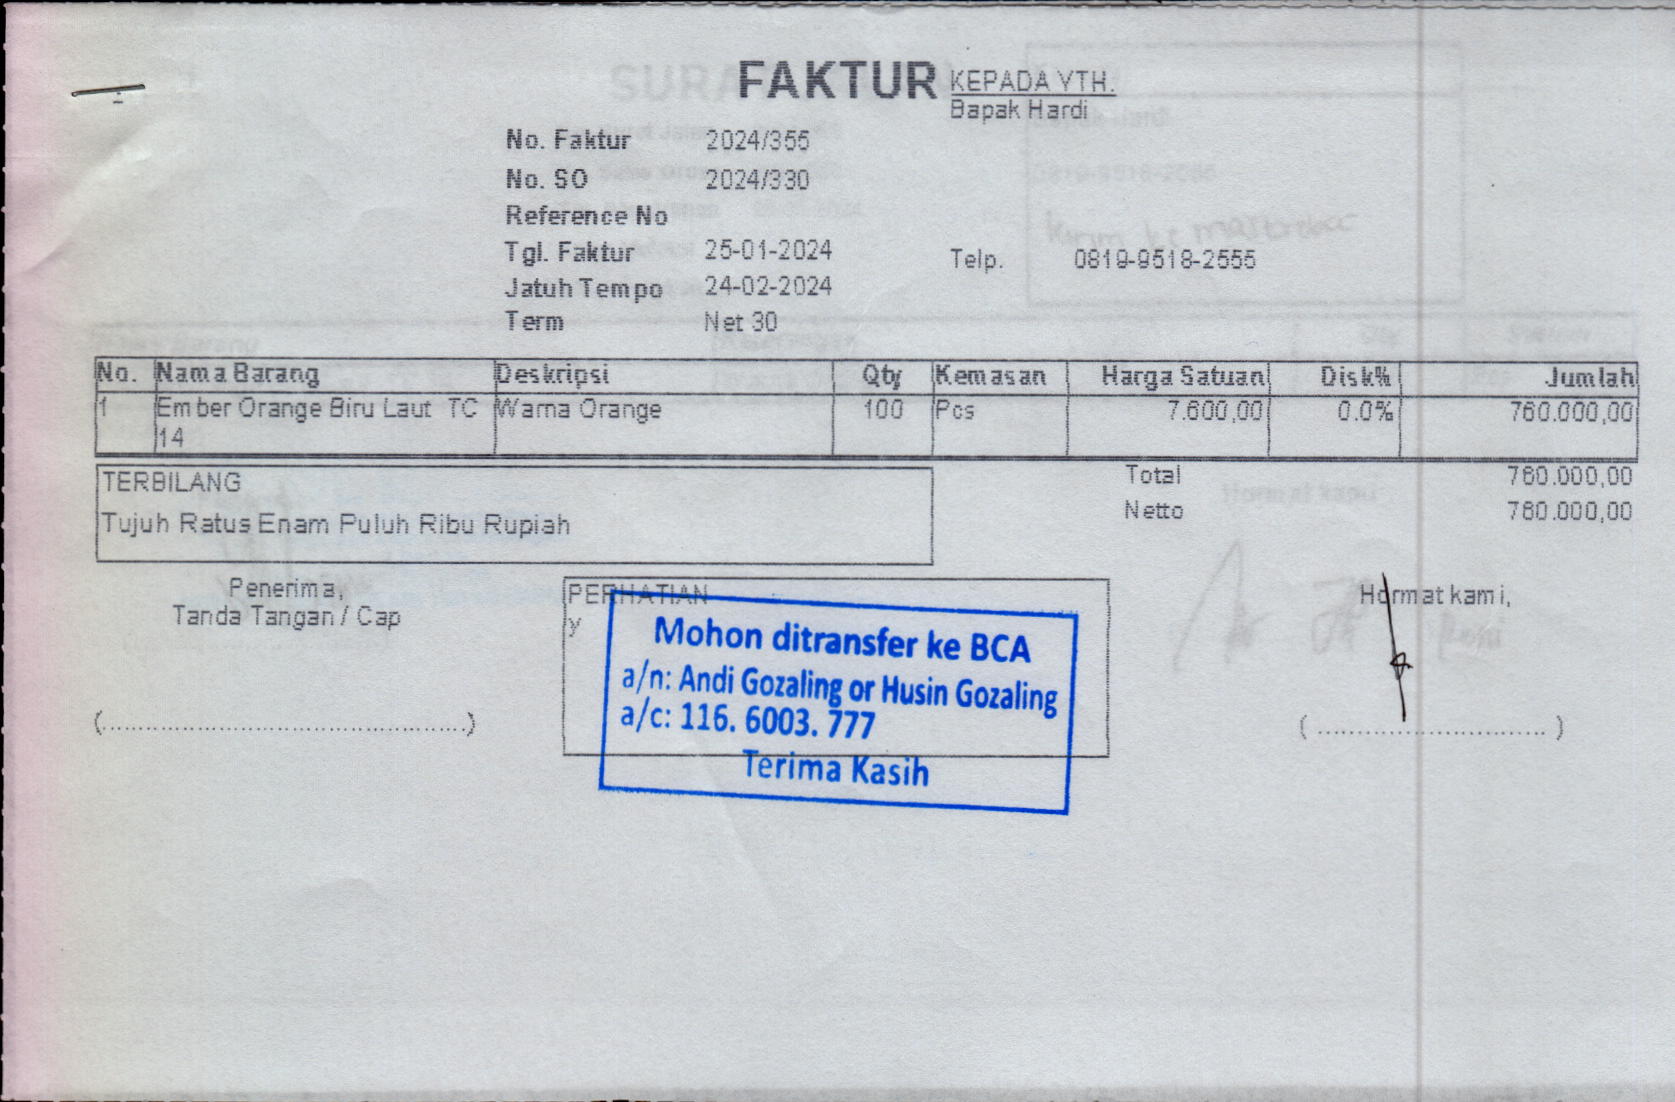 FAKTUR
KEPADA YTH.
Bapak Hardi
No. Faktur 2024/355
No. SO 2024/330
Reference No
Tgl. Faktur 25-01-2024
Telp. 0819-9518-2555
Jatuh Tempo 24-02-2024
Term Net 30
No. Nama Barang Deskripsi Qty Kemasan Harga Satuan Disk% Jumlah
1 Ember Orange Biru Laut TC Warna Orange 100 Pcs 7.600,00 0.0% 760.000,00
14
TERBILANG
Tujuh Ratus Enam Puluh Ribu Rupiah
Total 760.000,00
Netto 760.000,00
Penerima,
Tanda Tangan / Cap
(................................................)
PERHATIAN
y
Mohon ditransfer ke BCA
a/n: Andi Gozaling or Husin Gozaling
a/c: 116. 6003. 777
Terima Kasih
Hormat kami,
( .............................. )